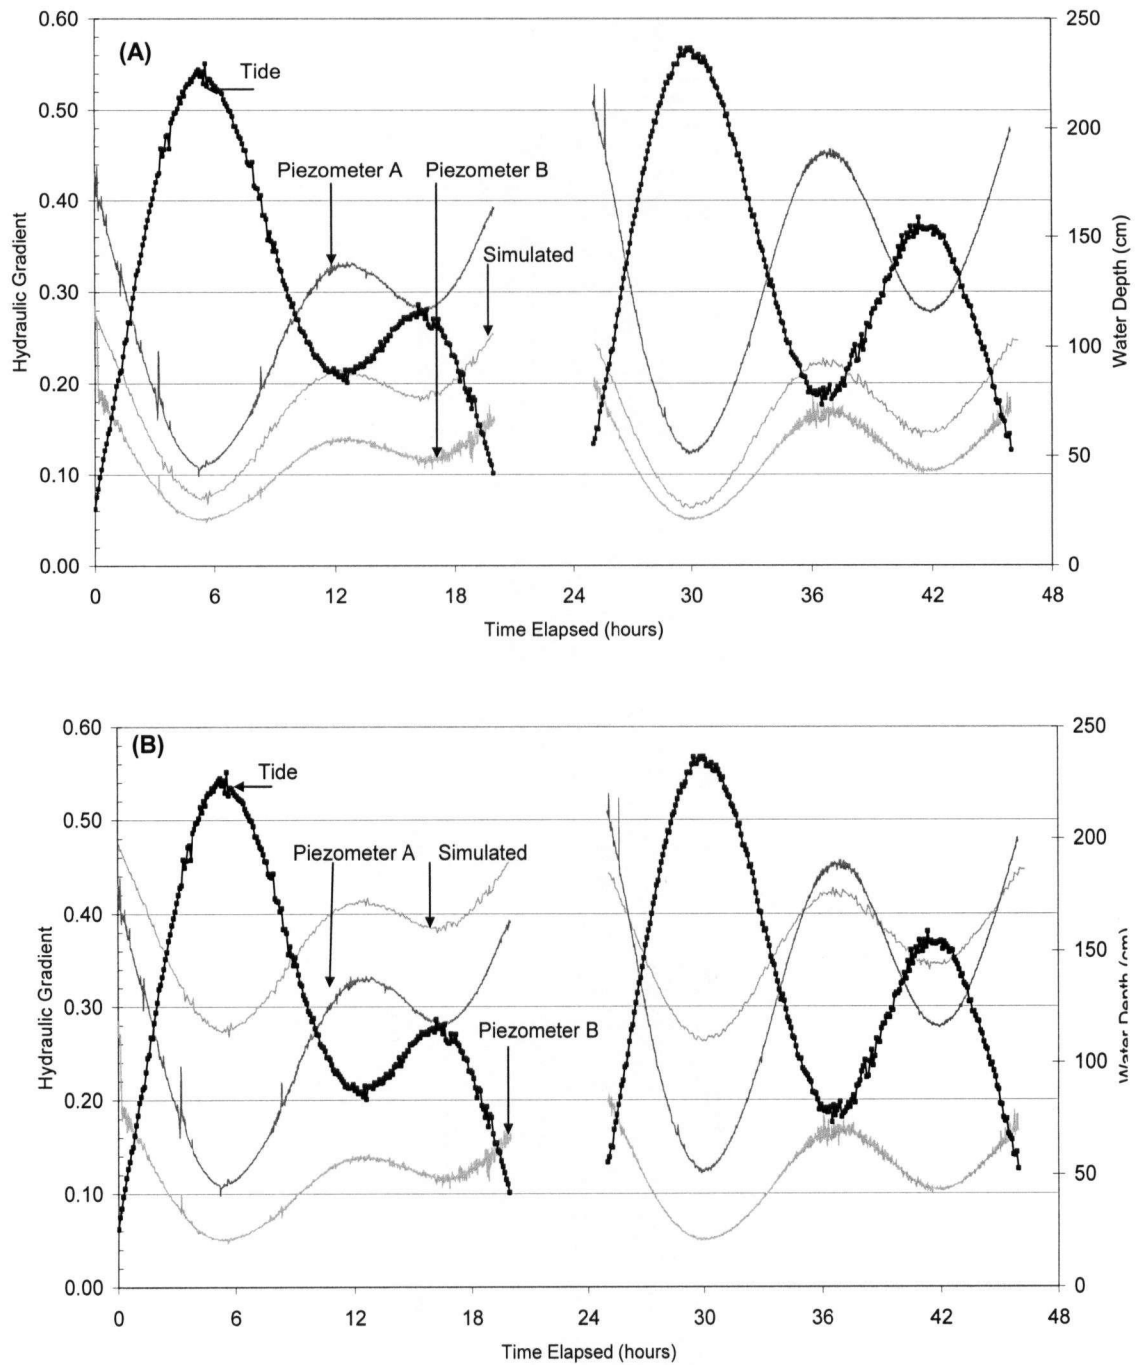 (A)
0.60
0.50
0.40
0.30
0.20
0.10
0.00
Hydraulic Gradient
250
200
150
100
50
0
Water Depth (cm)
Tide
Piezometer A
Piezometer B
Simulated
0 6 12 18 24 30 36 42 48
Time Elapsed (hours)
(B)
0.60
0.50
0.40
0.30
0.20
0.10
0.00
Hydraulic Gradient
250
200
150
100
50
0
Water Depth (cm)
Tide
Piezometer A
Simulated
Piezometer B
0 6 12 18 24 30 36 42 48
Time Elapsed (hours)